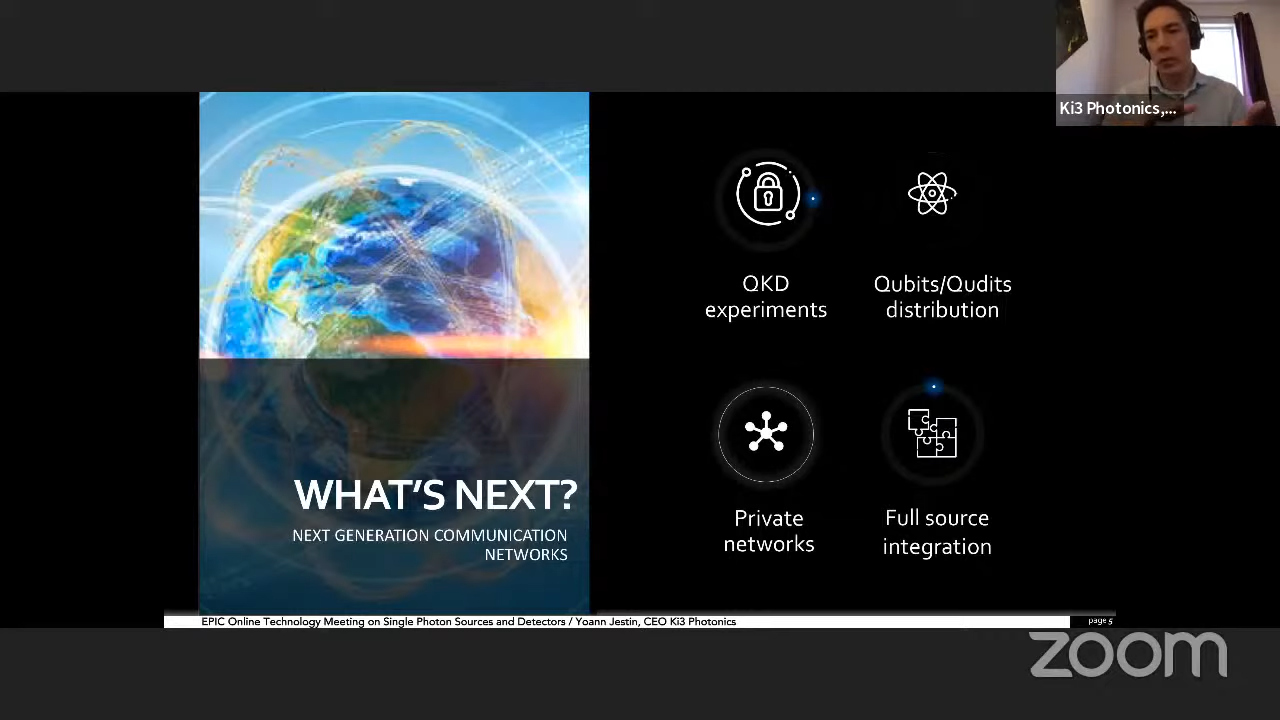 Ki3 Photonics,...
QKD
experiments
Qubits/Qudits
distribution
WHAT'S NEXT?
NEXT GENERATION COMMUNICATION
NETWORKS
Private
networks
Full source
integration
EPIC Online Technology Meeting on Single Photon Sources and Detectors / Yoann Jestin, CEO Ki3 Photonics
page 5
zoom